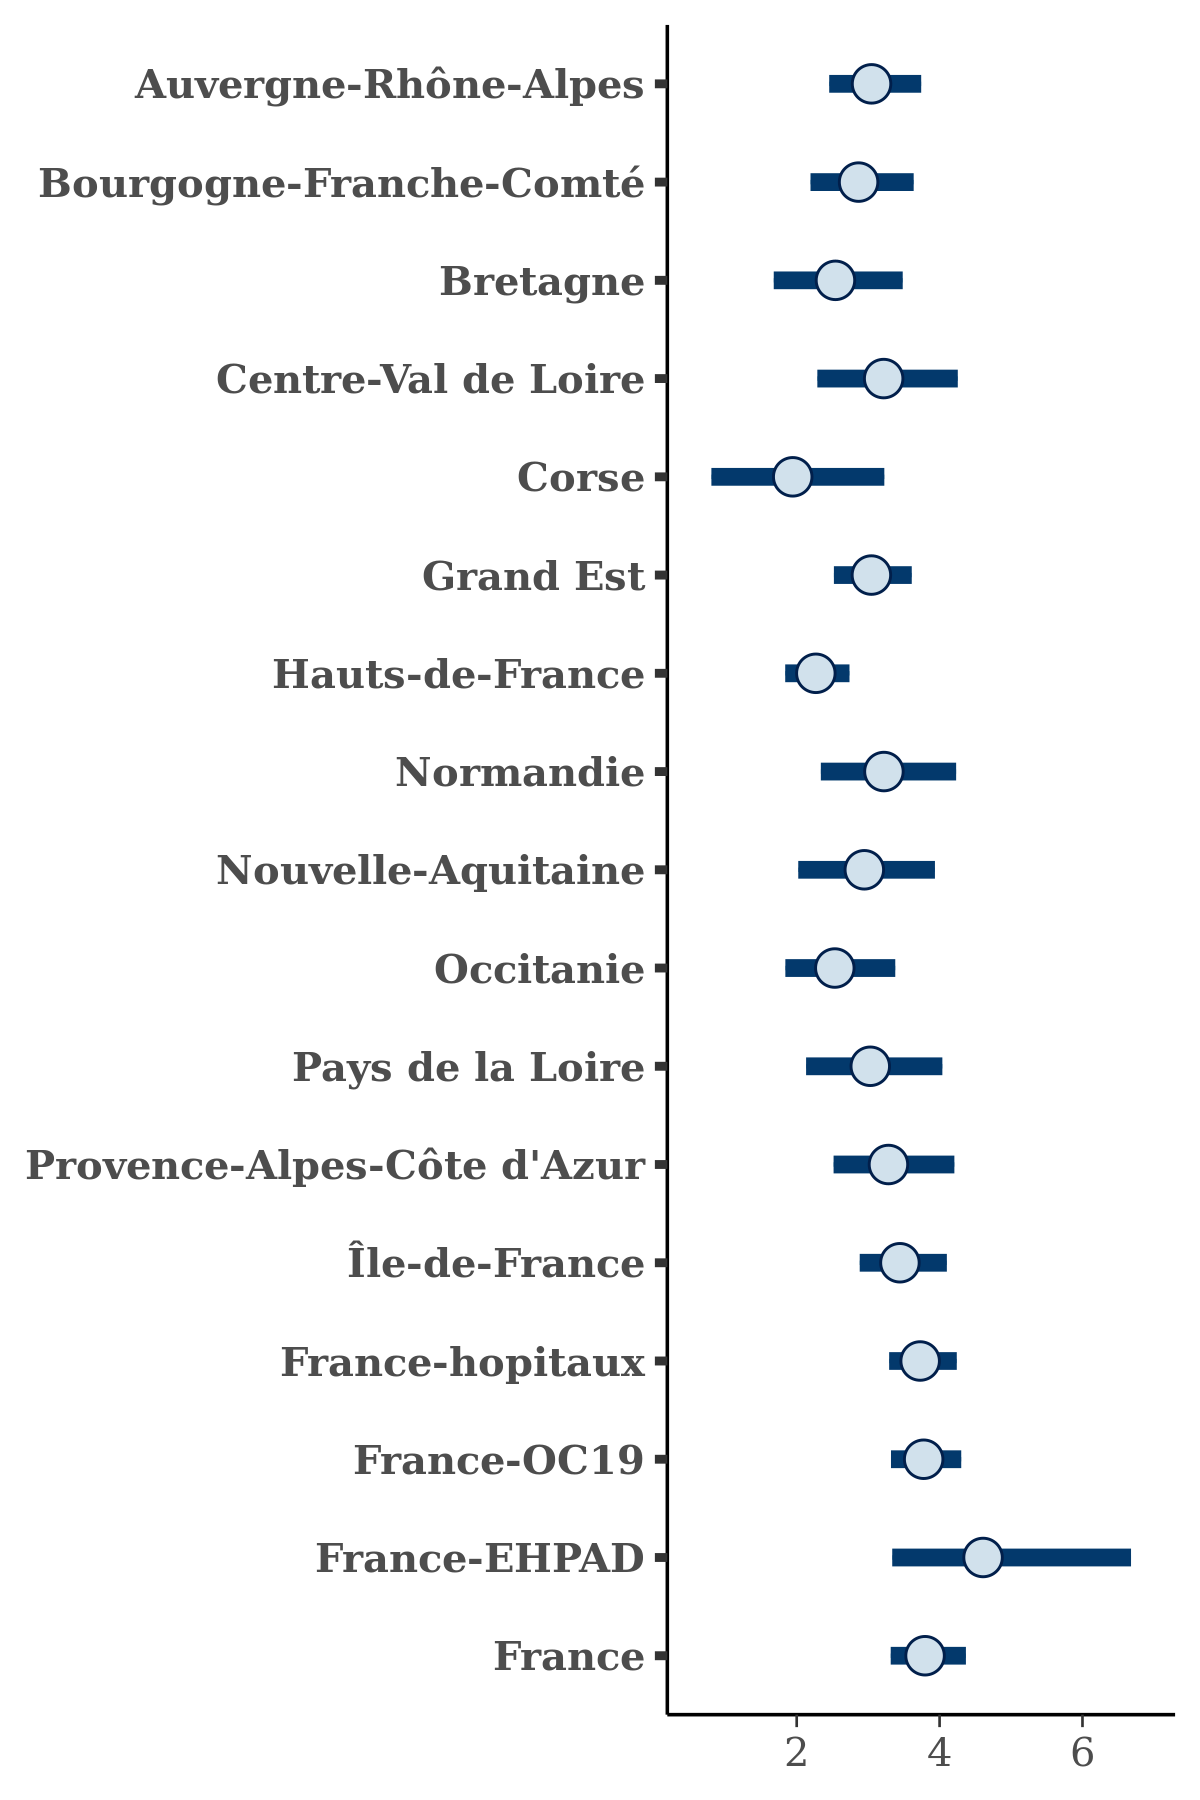 Auvergne-Rhône-Alpes
Bourgogne-Franche-Comté
Bretagne
Centre-Val de Loire
Corse
Grand Est
Hauts-de-France
Normandie
Nouvelle-Aquitaine
Occitanie
Pays de la Loire
Provence-Alpes-Côte d'Azur
Île-de-France
France-hopitaux
France-OC19
France-EHPAD
France
2 4 6